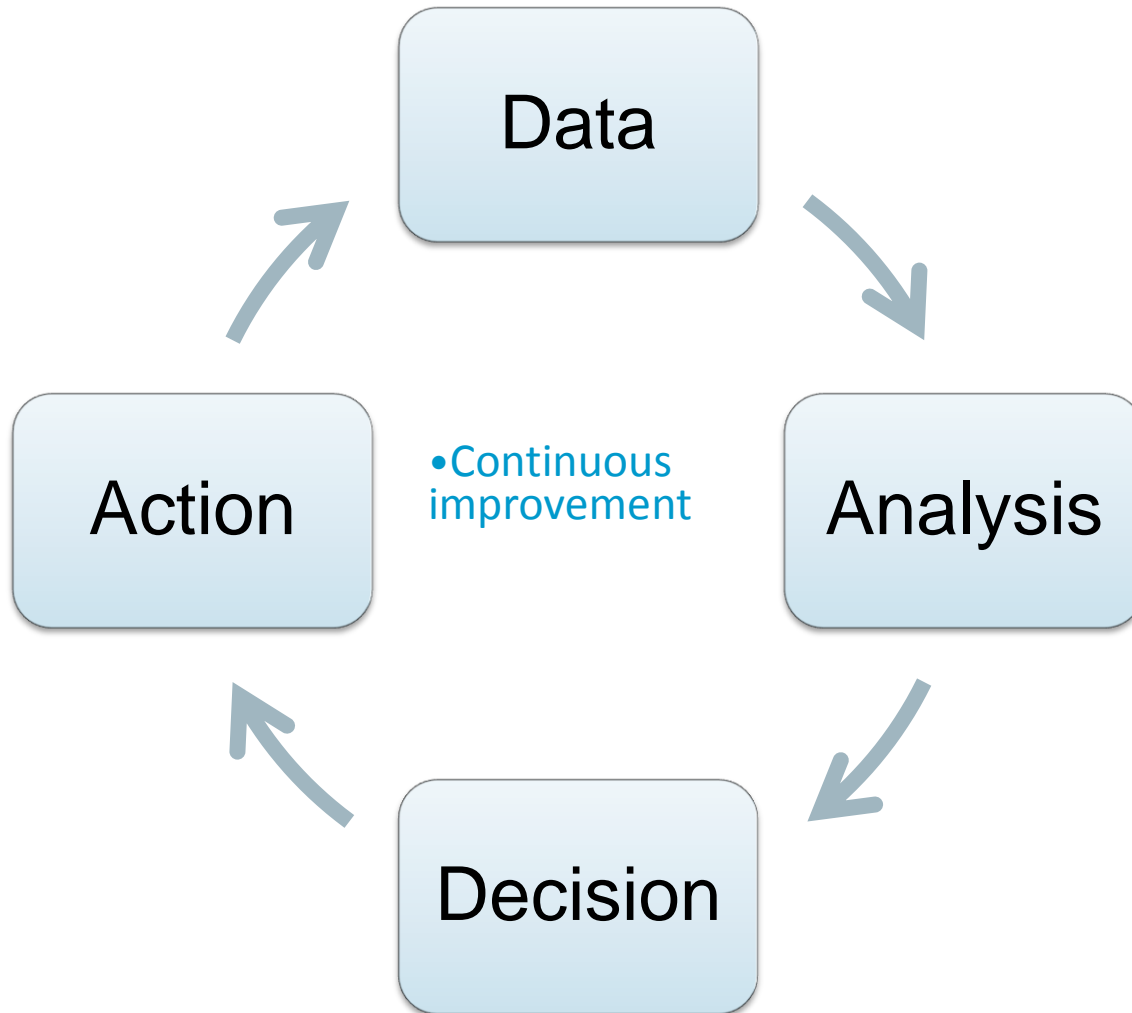 Data
Action
•Continuous
improvement
Analysis
Decision